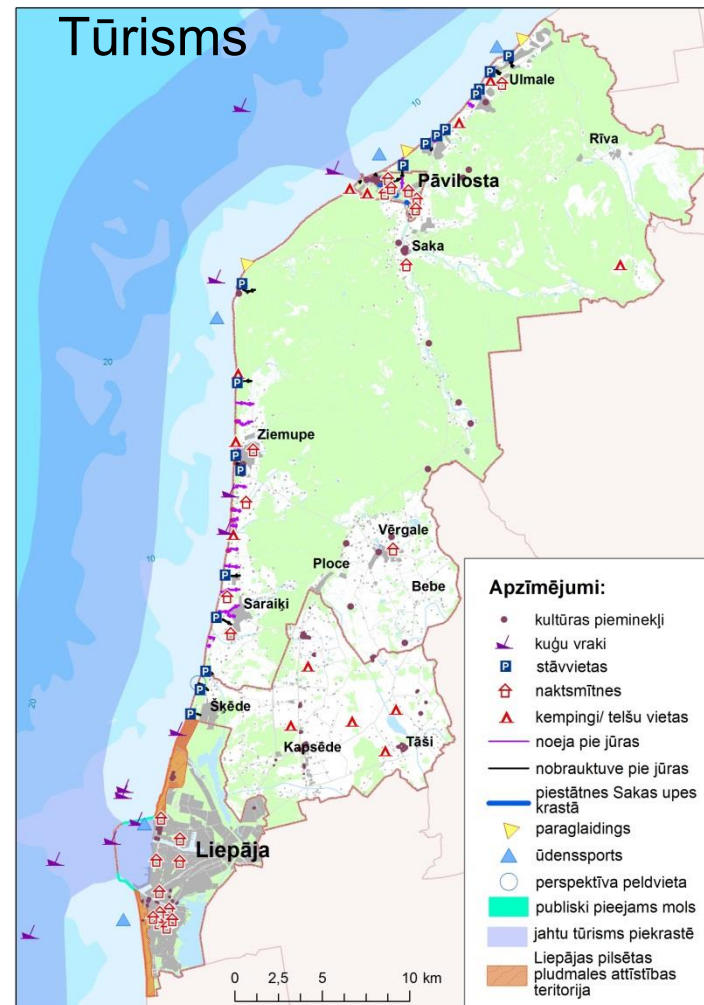 Tūrisms
10
Ulmale
Rīva
Pāvilosta
Saka
20
Ziemupe
Vērgale
Ploce
10
Bebe
Saraiķi
20
Šķēde
Kapsēde
Tāši
Liepāja
0 2,5 5 10 km
Apzīmējumi:
kultūras pieminekļi
kuģu vraki
stāvvietas
naktsmītnes
kempingi/ telšu vietas
noeja pie jūras
nobrauktuve pie jūras
piestātnes Sakas upes
krastā
paraglaidings
ūdenssports
perspektīva peldvieta
publiski pieejams mols
jahtu tūrisms piekrastē
Liepājas pilsētas
pludmales attīstības
teritorija